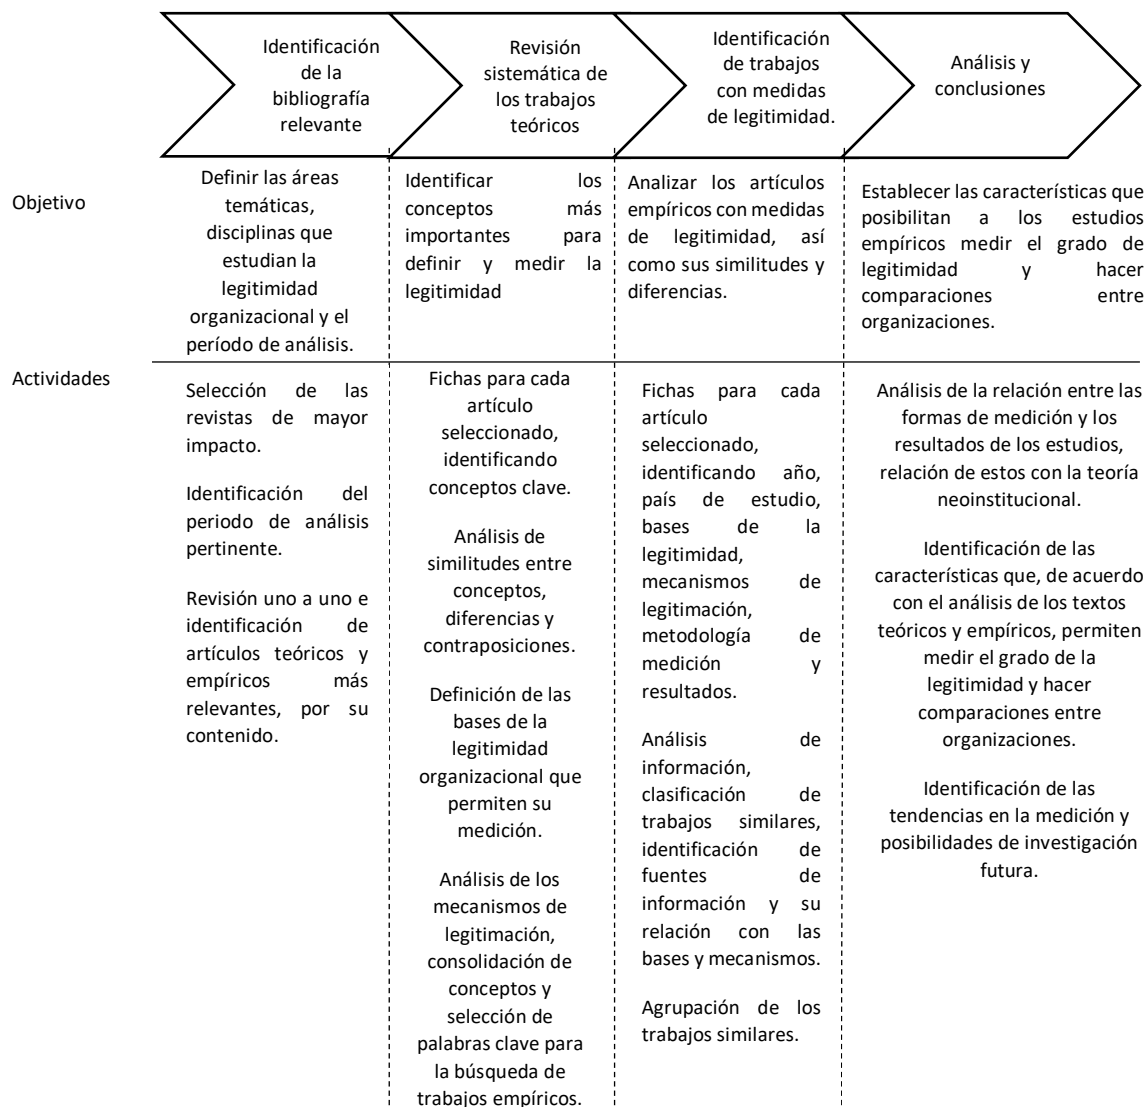 Identificación
de la
bibliografía
relevante
Revisión
sistemática de
los trabajos
teóricos
Identificación
de trabajos
con medidas
de legitimidad.
Análisis y
conclusiones
Objetivo
Definir las áreas
temáticas,
disciplinas que
estudian la
legitimidad
organizacional y el
período de análisis.
Identificar los
conceptos más
importantes para
definir y medir la
legitimidad
Analizar los artículos
empíricos con medidas
de legitimidad, así
como sus similitudes y
diferencias.
Establecer las características que
posibilitan a los estudios
empíricos medir el grado de
legitimidad y hacer
comparaciones entre
organizaciones.
Actividades
Selección de las
revistas de mayor
impacto.
Identificación del
periodo de análisis
pertinente.
Revisión uno a uno e
identificación de
artículos teóricos y
empíricos más
relevantes, por su
contenido.
Fichas para cada
artículo
seleccionado,
identificando
conceptos clave.
Análisis de
similitudes entre
conceptos,
diferencias y
contraposiciones.
Definición de las
bases de la
legitimidad
organizacional que
permiten su
medición.
Análisis de los
mecanismos de
legitimación,
consolidación de
conceptos y
selección de
palabras clave para
la búsqueda de
trabajos empíricos.
Fichas para cada
artículo
seleccionado,
identificando año,
país de estudio,
bases de la
legitimidad,
mecanismos de
legitimación,
metodología de
medición y
resultados.
Análisis de
información,
clasificación de
trabajos similares,
identificación de
fuentes de
información y su
relación con las
bases y mecanismos.
Agrupación de los
trabajos similares.
Análisis de la relación entre las
formas de medición y los
resultados de los estudios,
relación de estos con la teoría
neoinstitucional.
Identificación de las
características que, de acuerdo
con el análisis de los textos
teóricos y empíricos, permiten
medir el grado de la
legitimidad y hacer
comparaciones entre
organizaciones.
Identificación de las
tendencias en la medición y
posibilidades de investigación
futura.